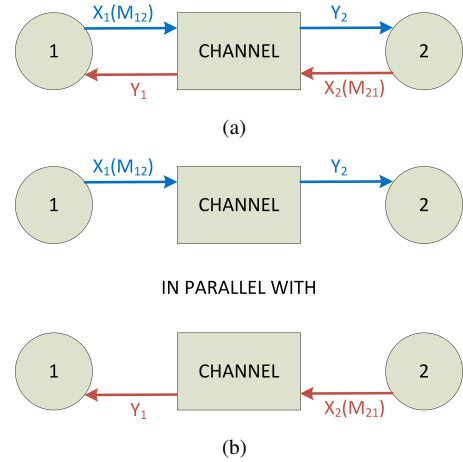 X₁(M₁₂) Y₂
1 CHANNEL 2
Y₁ X₂(M₂₁)
(a)
X₁(M₁₂) Y₂
1 CHANNEL 2
IN PARALLEL WITH
1 CHANNEL 2
Y₁ X₂(M₂₁)
(b)